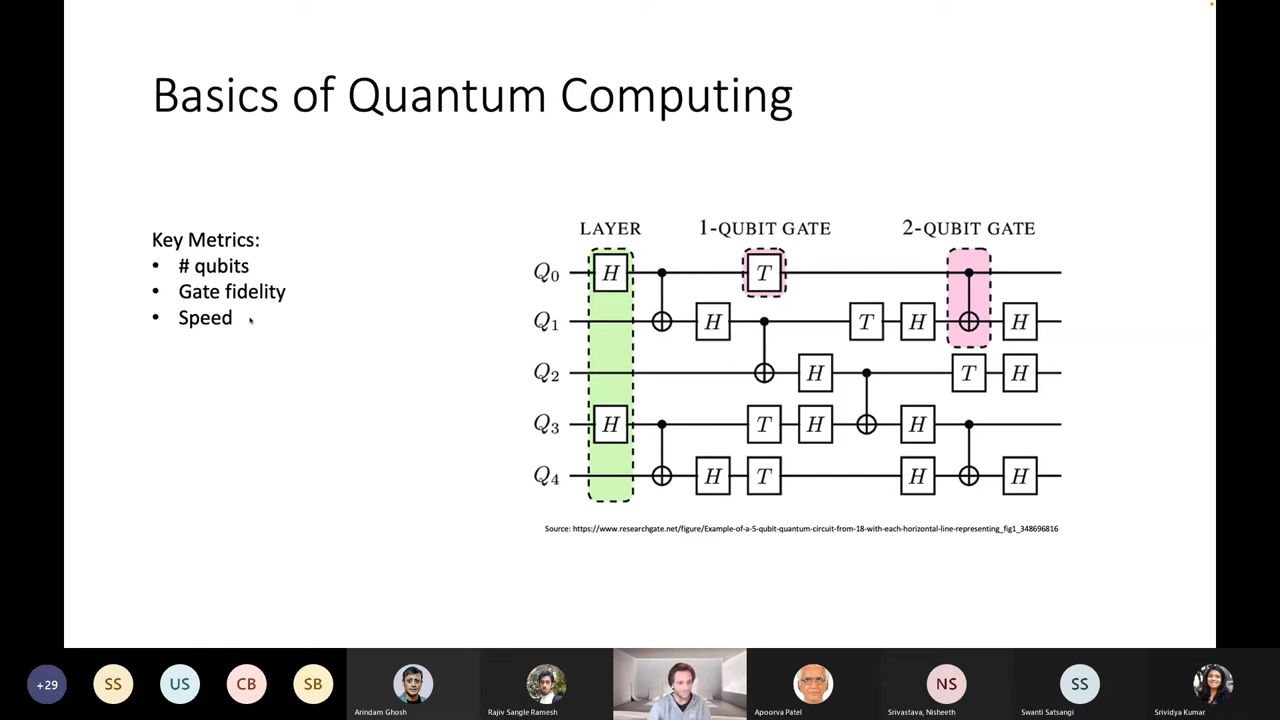 Basics of Quantum Computing
Key Metrics:
• # qubits
• Gate fidelity
• Speed
LAYER 1-QUBIT GATE 2-QUBIT GATE
Q0 H T
Q1 H T H H
Q2 H T H
Q3 H T H H
Q4 H T H H
Source: https://www.researchgate.net/figure/Example-of-a-5-qubit-quantum-circuit-from-18-with-each-horizontal-line-representing_fig1_348696816
+29 SS US CB SB NS SS
Arindam Ghosh Rajiv Sangle Ramesh Apoorva Patel Srivastava, Nisheeth Swanti Satsangi Srividya Kumar